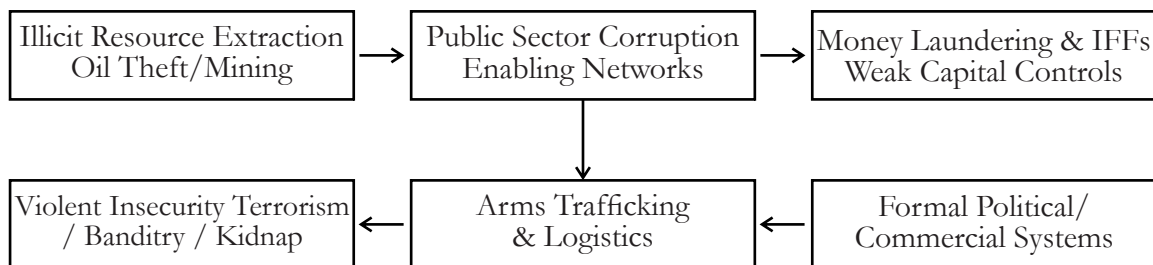 Illicit Resource Extraction
Oil Theft/Mining
Public Sector Corruption
Enabling Networks
Money Laundering & IFFs
Weak Capital Controls
Violent Insecurity Terrorism
/ Banditry / Kidnap
Arms Trafficking
& Logistics
Formal Political/
Commercial Systems